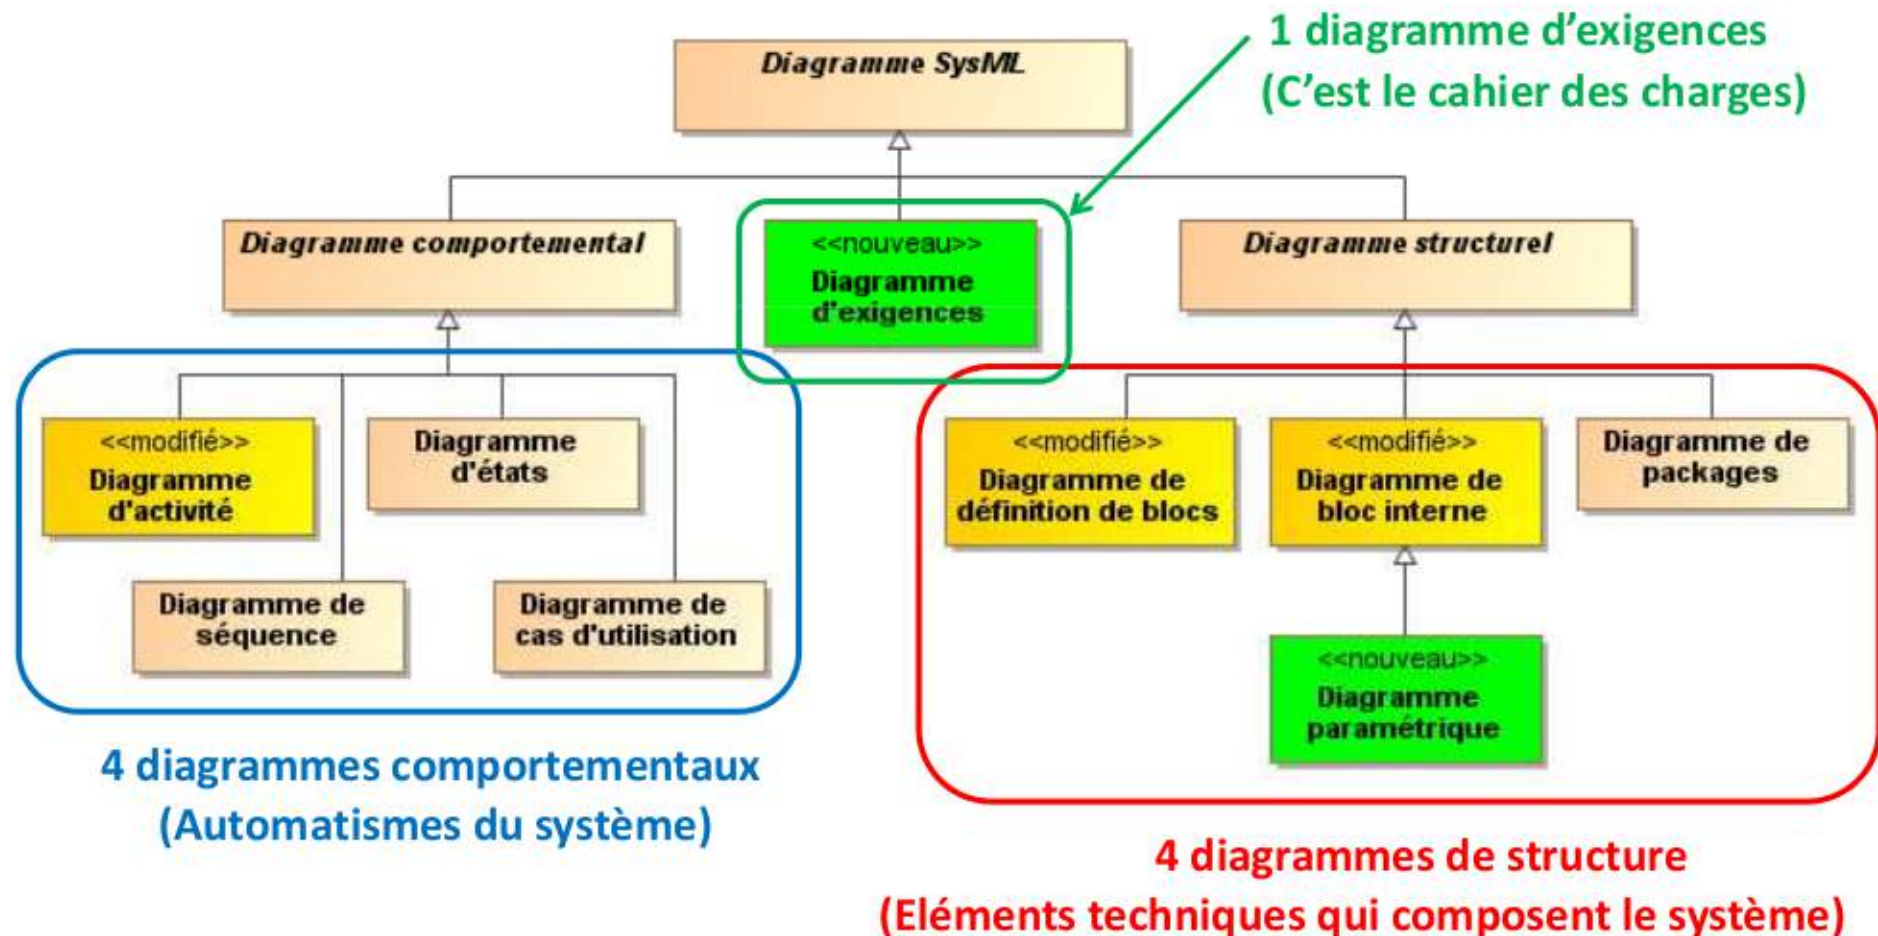 1 diagramme d'exigences
(C'est le cahier des charges)
Diagramme SysML
Diagramme comportemental
<<nouveau>>
Diagramme
d'exigences
Diagramme structurel
<<modifié>>
Diagramme
d'activité
Diagramme
d'états
Diagramme de
séquence
Diagramme de
cas d'utilisation
<<modifié>>
Diagramme de
définition de blocs
<<modifié>>
Diagramme de
bloc interne
Diagramme de
packages
<<nouveau>>
Diagramme
paramétrique
4 diagrammes comportementaux
(Automatismes du système)
4 diagrammes de structure
(Eléments techniques qui composent le système)